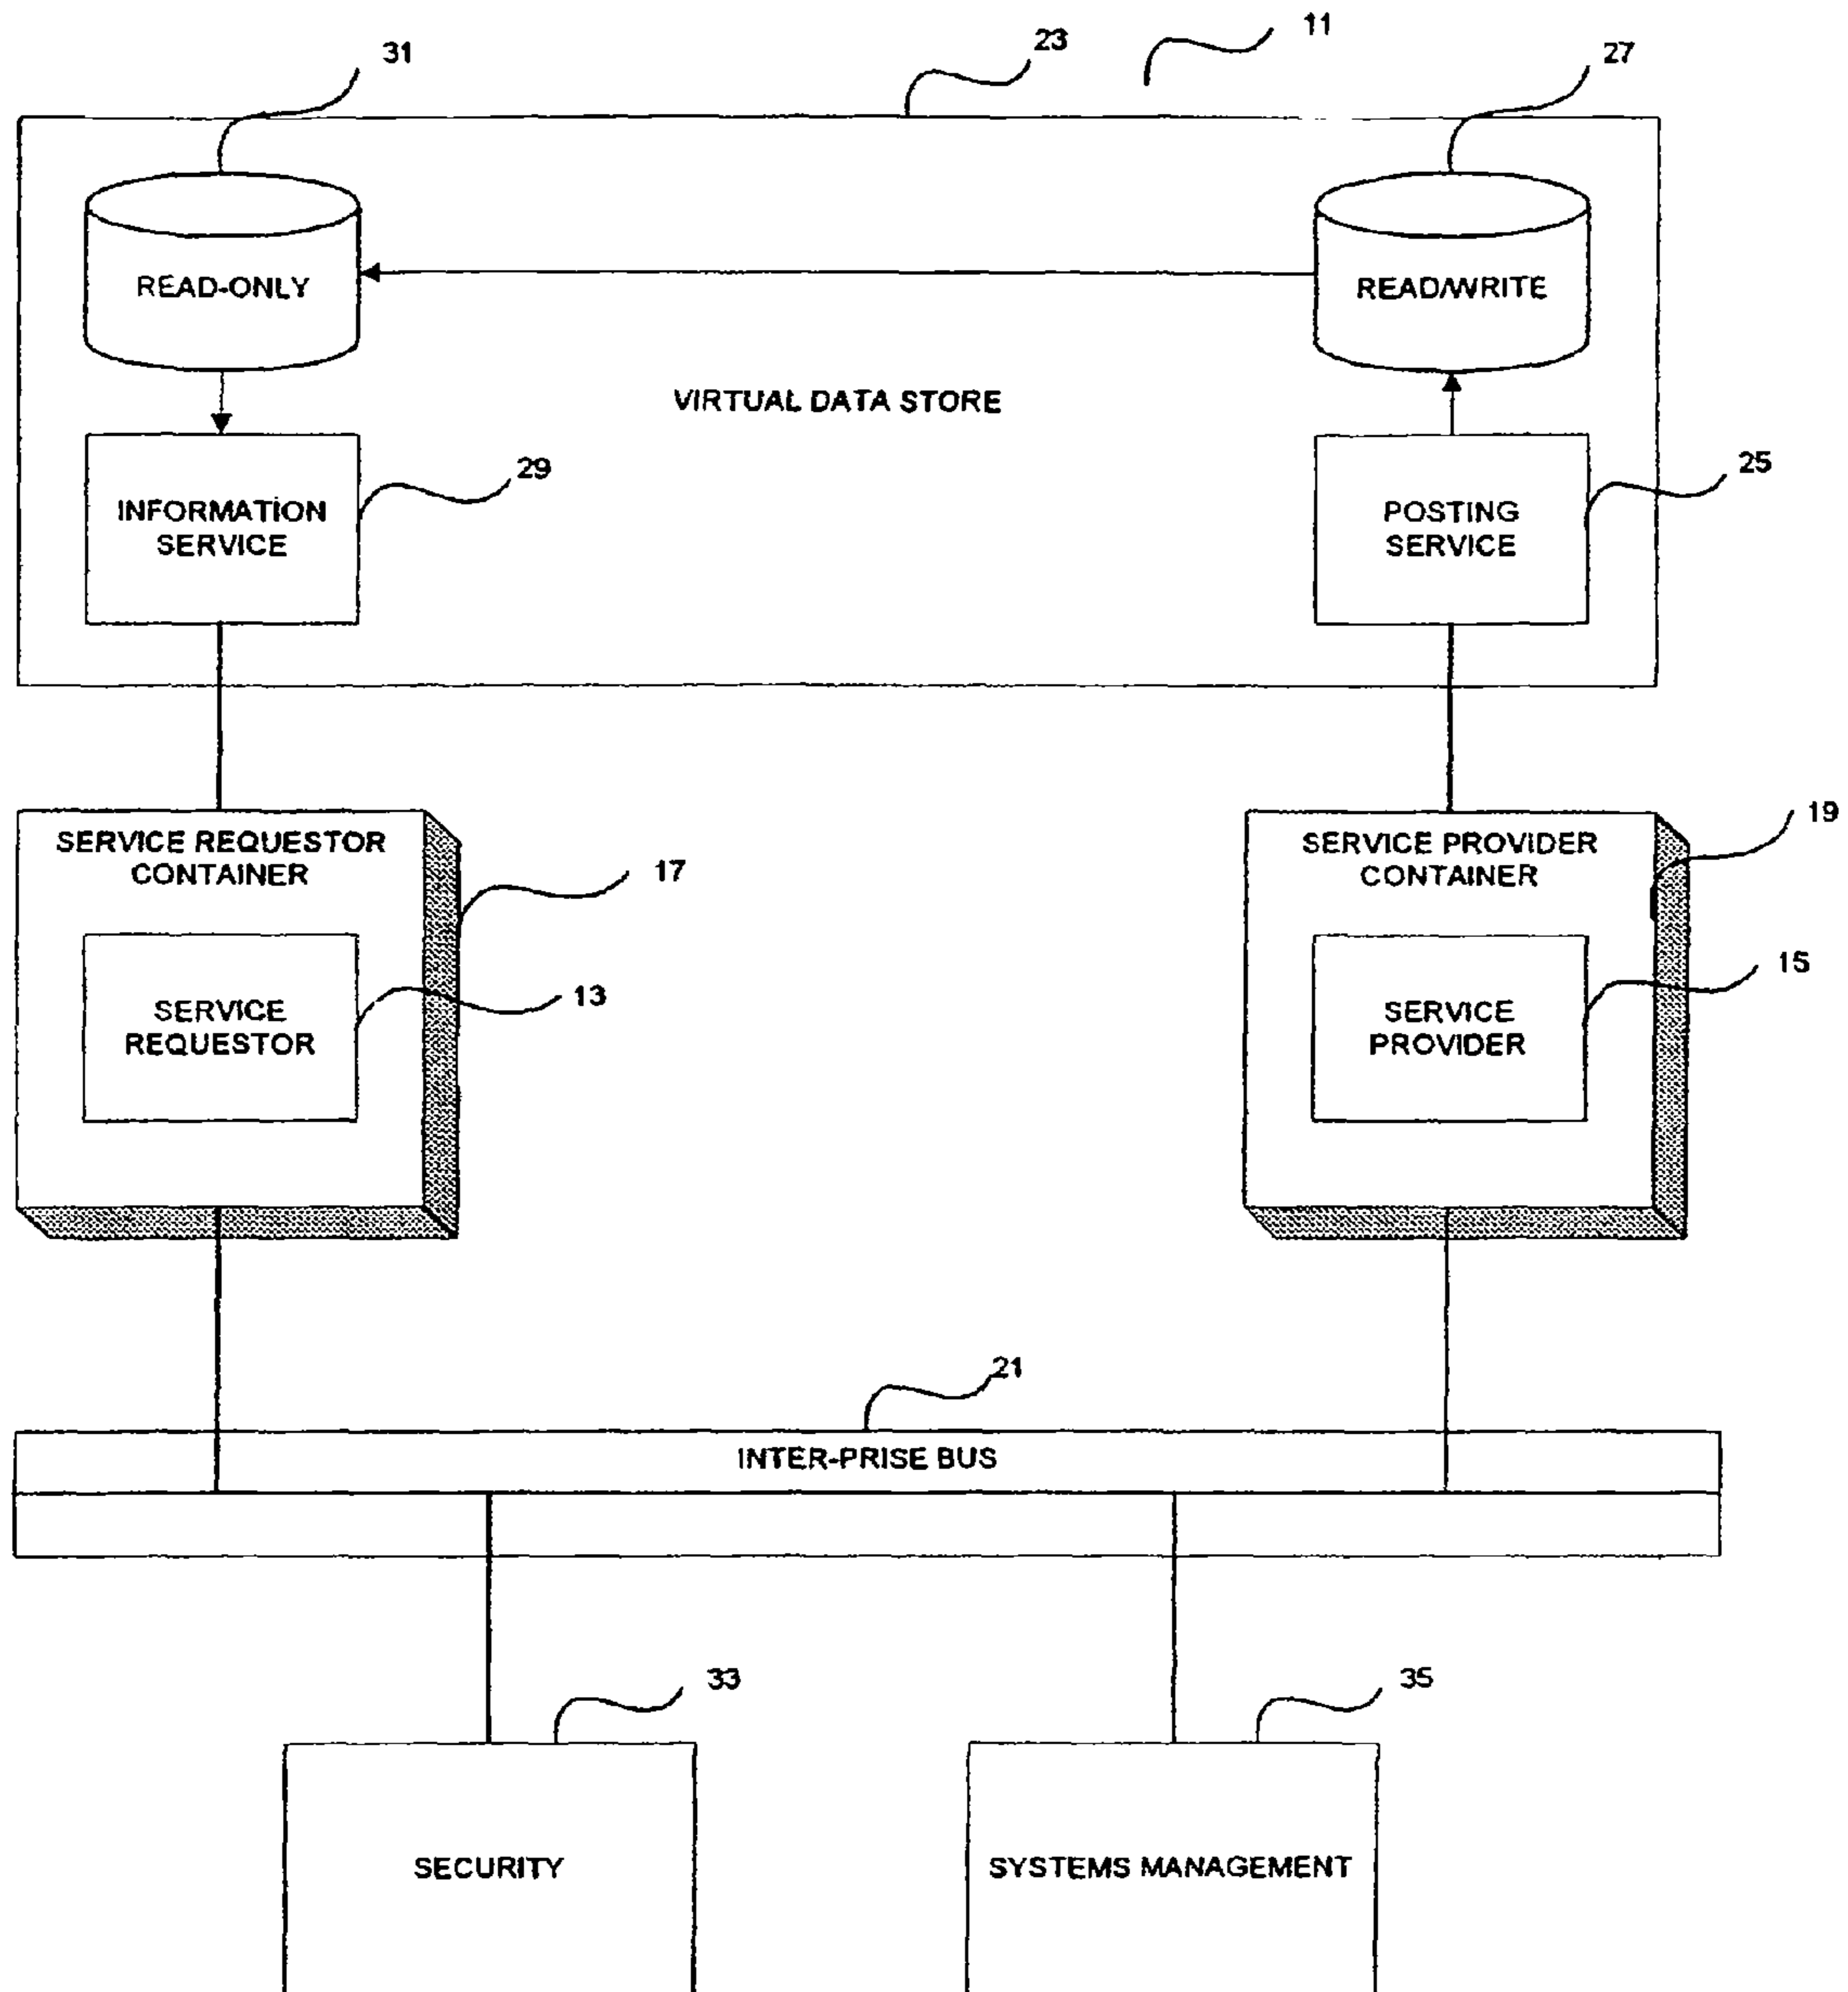 11
23
31
27
READ-ONLY
READ/WRITE
VIRTUAL DATA STORE
29
25
INFORMATION
SERVICE
POSTING
SERVICE
SERVICE REQUESTOR
CONTAINER
17
SERVICE PROVIDER
CONTAINER
19
SERVICE
REQUESTOR
13
SERVICE
PROVIDER
15
21
INTER-PRISE BUS
33
35
SECURITY
SYSTEMS MANAGEMENT